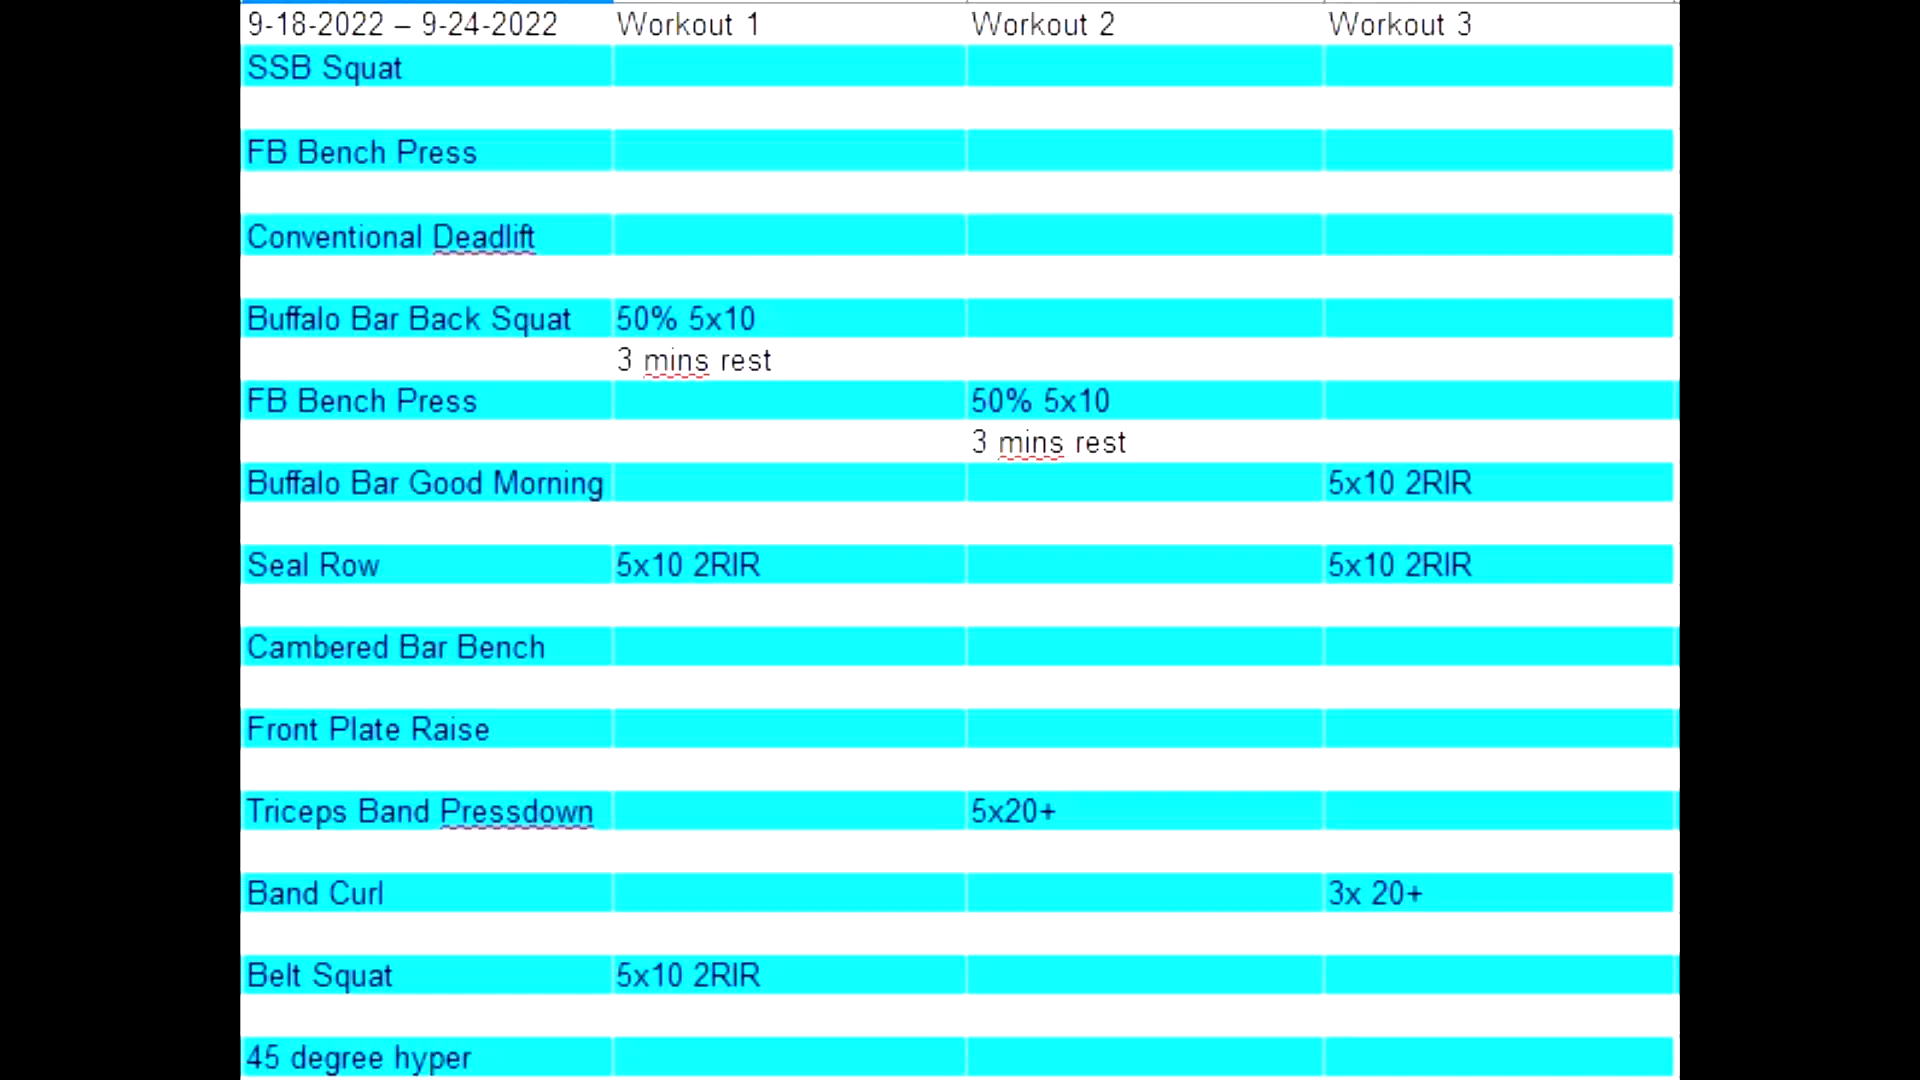 9-18-2022 – 9-24-2022 Workout 1 Workout 2 Workout 3
SSB Squat
FB Bench Press
Conventional Deadlift
Buffalo Bar Back Squat 50% 5x10
3 mins rest
FB Bench Press 50% 5x10
3 mins rest
Buffalo Bar Good Morning 5x10 2RIR
Seal Row 5x10 2RIR 5x10 2RIR
Cambered Bar Bench
Front Plate Raise
Triceps Band Pressdown 5x20+
Band Curl 3x 20+
Belt Squat 5x10 2RIR
45 degree hyper